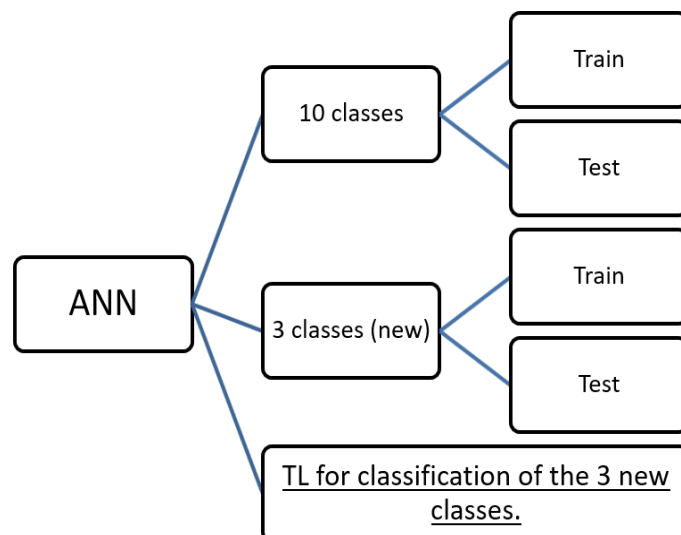 Train
10 classes
Test
ANN
Train
3 classes (new)
Test
TL for classification of the 3 new
classes.